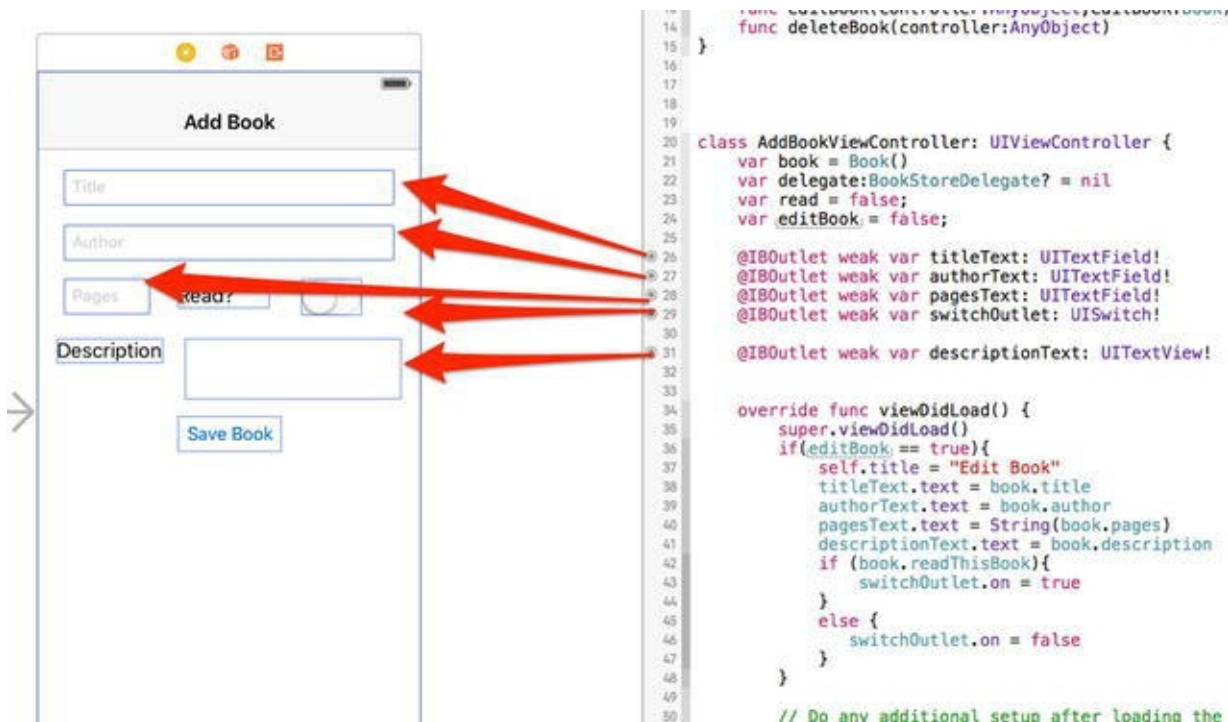 Add Book
Title
Author
Pages Read?
Description
Save Book
14 func deleteBook(controller:AnyObject)
15 }
16
17
18
19
20 class AddBookViewController: UIViewController {
21 var book = Book()
22 var delegate:BookStoreDelegate? = nil
23 var read = false;
24 var editBook = false;
25
26 @IBOutlet weak var titleText: UITextField!
27 @IBOutlet weak var authorText: UITextField!
28 @IBOutlet weak var pagesText: UITextField!
29 @IBOutlet weak var switchOutlet: UISwitch!
30
31 @IBOutlet weak var descriptionText: UITextView!
32
33
34 override func viewDidLoad() {
35 super.viewDidLoad()
36 if(editBook == true){
37 self.title = "Edit Book"
38 titleText.text = book.title
39 authorText.text = book.author
40 pagesText.text = String(book.pages)
41 descriptionText.text = book.description
42 if (book.readThisBook){
43 switchOutlet.on = true
44 }
45 else {
46 switchOutlet.on = false
47 }
48 }
49
50 // Do any additional setup after loading the